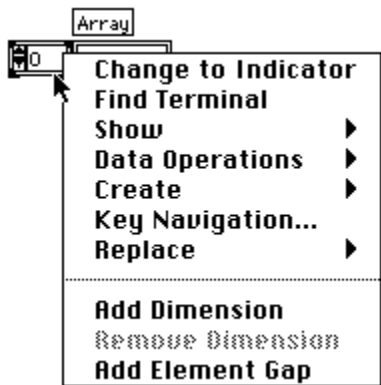 Array
0
Change to Indicator
Find Terminal
Show
Data Operations
Create
Key Navigation...
Replace
Add Dimension
Remove Dimension
Add Element Gap